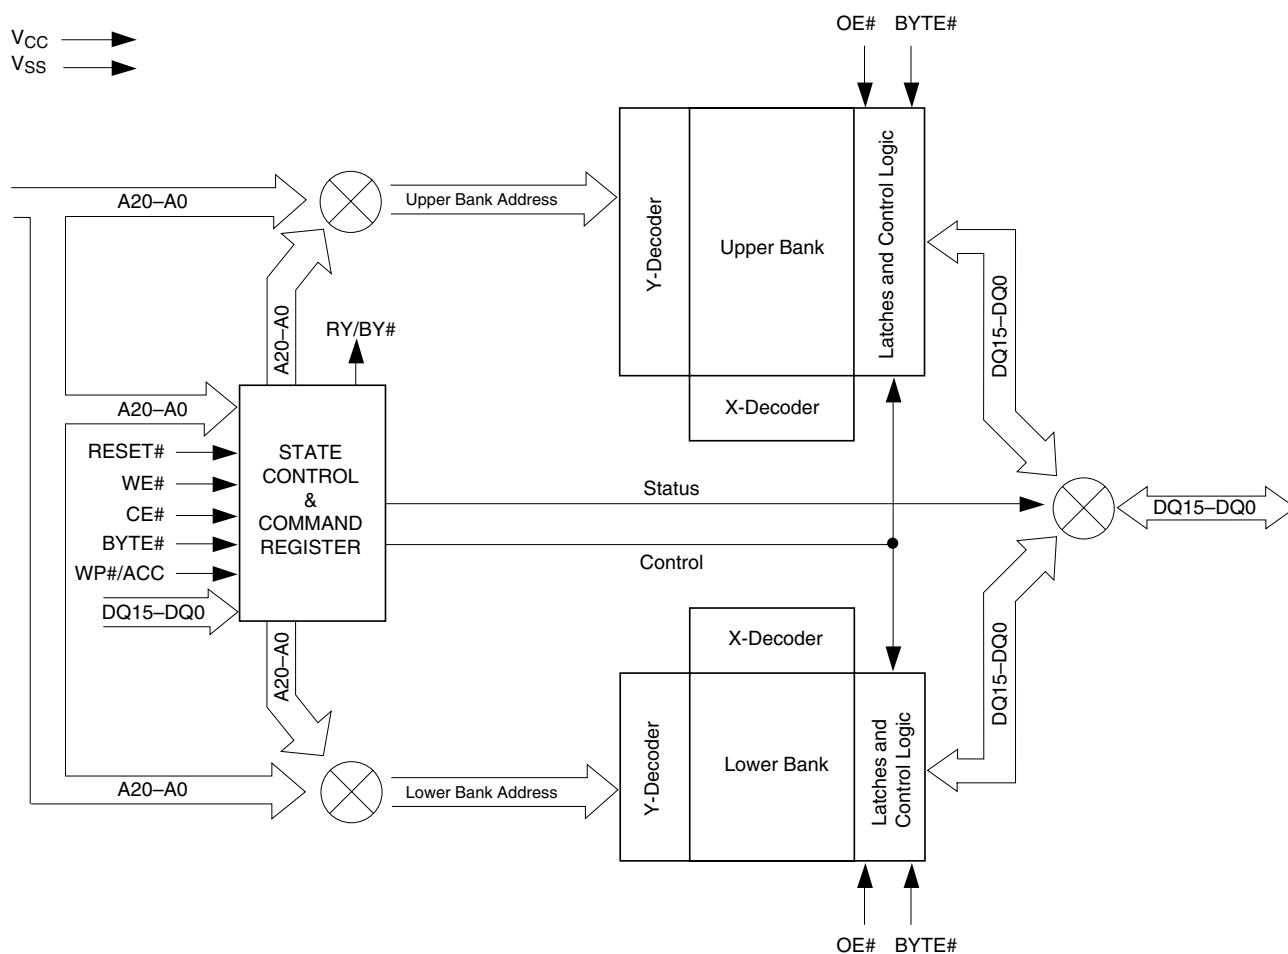 OE# BYTE#
VCC
VSS
A20–A0
Upper Bank Address
Y-Decoder
Upper Bank
Latches and Control Logic
X-Decoder
DQ15–DQ0
A20–A0
RY/BY#
A20–A0
RESET#
WE#
CE#
BYTE#
WP#/ACC
DQ15–DQ0
STATE
CONTROL
&
COMMAND
REGISTER
Status
Control
DQ15–DQ0
A20–A0
X-Decoder
Y-Decoder
Lower Bank
Latches and
Control Logic
DQ15–DQ0
A20–A0
Lower Bank Address
OE# BYTE#